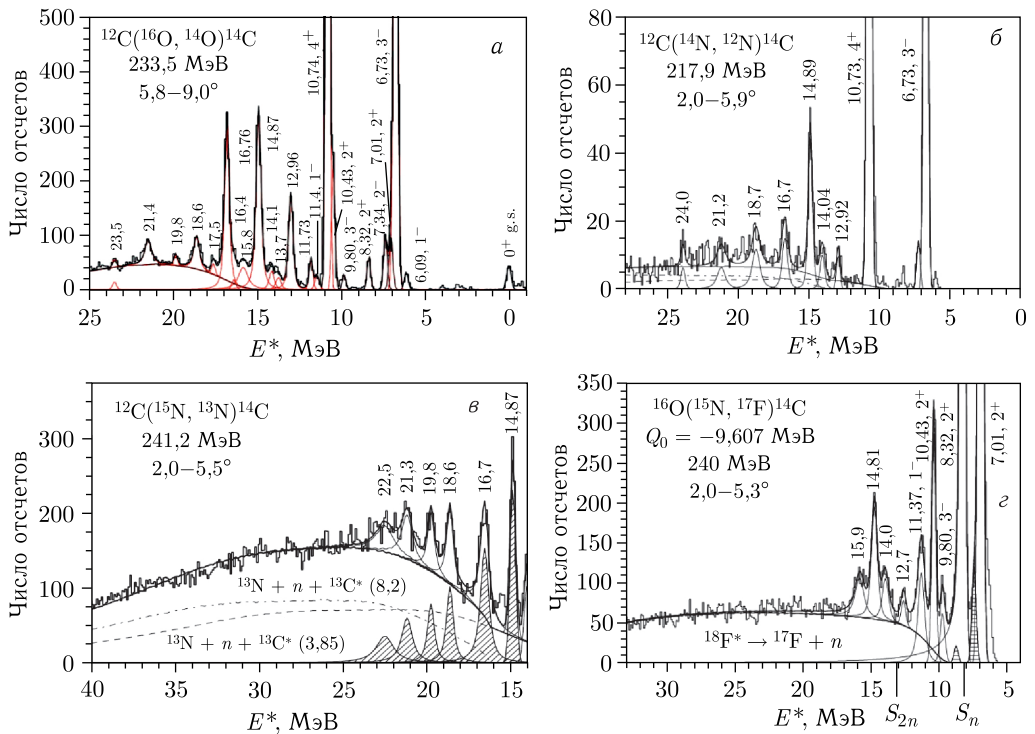 Число отсчетов
500
400
300
200
100
0
¹²C(¹⁶O, ¹⁴O)¹⁴C
233,5 МэВ
5,8−9,0°
а
23,5
21,4
19,8
18,6
17,5
16,4
15,8
16,76
14,87
14,1
13,7
12,96
11,73
11,4, 1⁻
10,74, 4⁺
10,43, 2⁺
9,80, 3⁻
8,32, 2⁺
7,34, 2⁻
7,01, 2⁺
6,73, 3⁻
6,09, 1⁻
0⁺ g.s.
25 20 15 10 5 0
E*, МэВ
Число отсчетов
80
60
40
20
0
¹²C(¹⁴N, ¹²N)¹⁴C
217,9 МэВ
2,0−5,9°
б
24,0
21,2
18,7
16,7
14,89
14,04
12,92
10,73, 4⁺
6,73, 3⁻
25 20 15 10 5 0
E*, МэВ
Число отсчетов
300
200
100
0
¹²C(¹⁵N, ¹³N)¹⁴C
241,2 МэВ
2,0−5,5°
в
22,5
21,3
19,8
18,6
16,7
14,87
¹³N + n + ¹³C* (8,2)
¹³N + n + ¹³C* (3,85)
40 35 30 25 20 15
E*, МэВ
Число отсчетов
350
300
250
200
150
100
50
0
¹⁶O(¹⁵N, ¹⁷F)¹⁴C
Q₀ = −9,607 МэВ
240 МэВ
2,0−5,3°
г
15,9
14,81
14,0
12,7
11,37, 1⁻
10,43, 2⁺
9,80, 3⁻
8,32, 2⁺
7,01, 2⁺
¹⁸F* → ¹⁷F + n
30 25 20 15 10 5
E*, МэВ
S₂ₙ
Sₙ